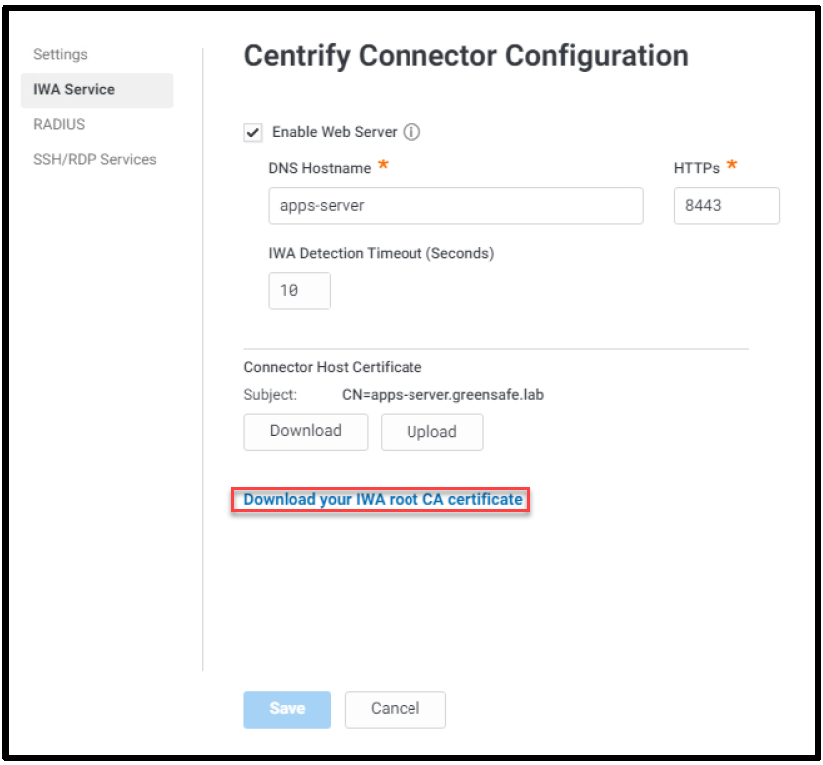 Settings
IWA Service
RADIUS
SSH/RDP Services
Centrify Connector Configuration
Enable Web Server
DNS Hostname * HTTPs *
apps-server 8443
IWA Detection Timeout (Seconds)
10
Connector Host Certificate
Subject: CN=apps-server.greensafe.lab
Download Upload
Download your IWA root CA certificate
Save Cancel